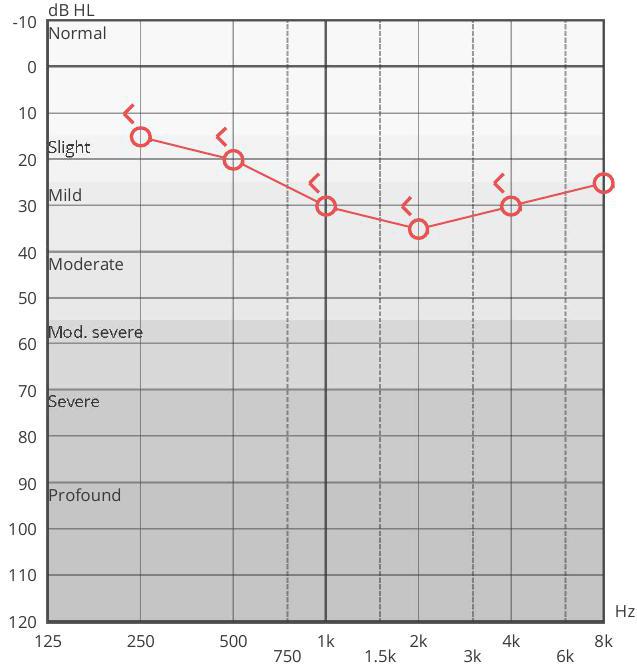 dB HL
-10
Normal
0
10
Slight
20
Mild
30
40
Moderate
50
Mod. severe
60
70
Severe
80
90
Profound
100
110
120
Hz
125 250 500 1k 2k 4k 8k
750 1.5k 3k 6k